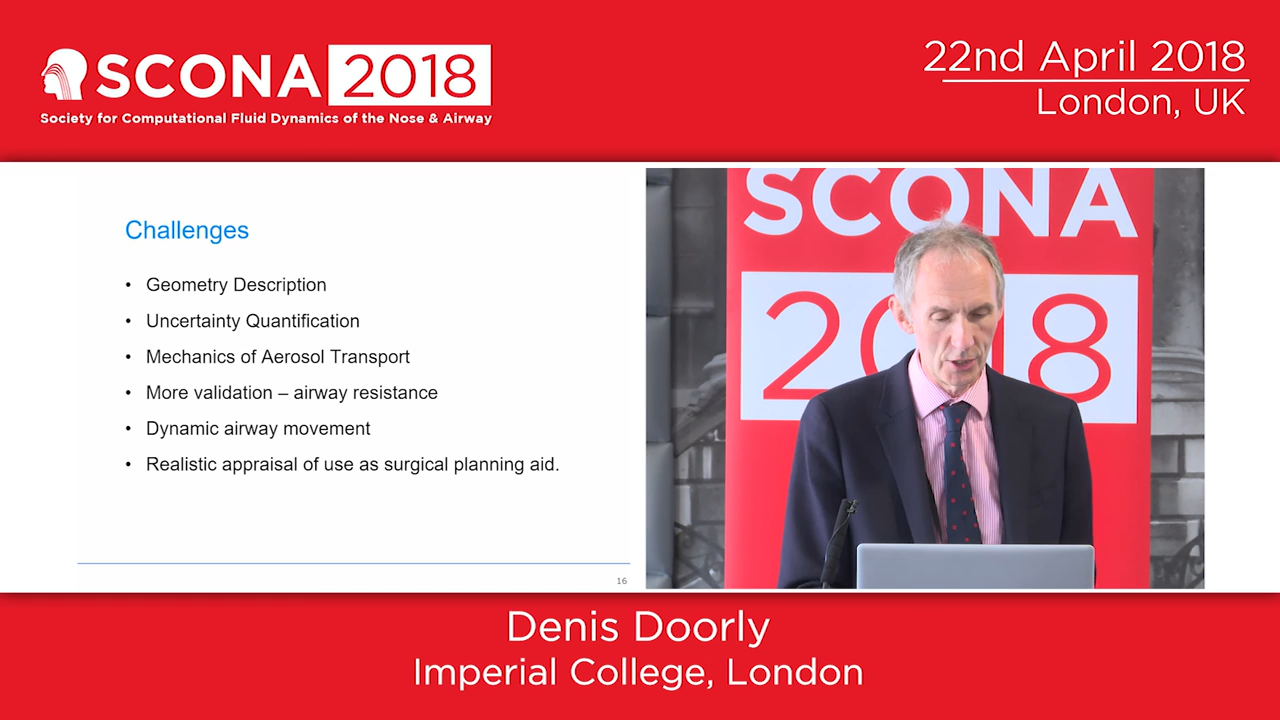 SCONA 2018
Society for Computational Fluid Dynamics of the Nose & Airway
22nd April 2018
London, UK
Challenges
• Geometry Description
• Uncertainty Quantification
• Mechanics of Aerosol Transport
• More validation – airway resistance
• Dynamic airway movement
• Realistic appraisal of use as surgical planning aid.
16
SCONA
2018
Denis Doorly
Imperial College, London